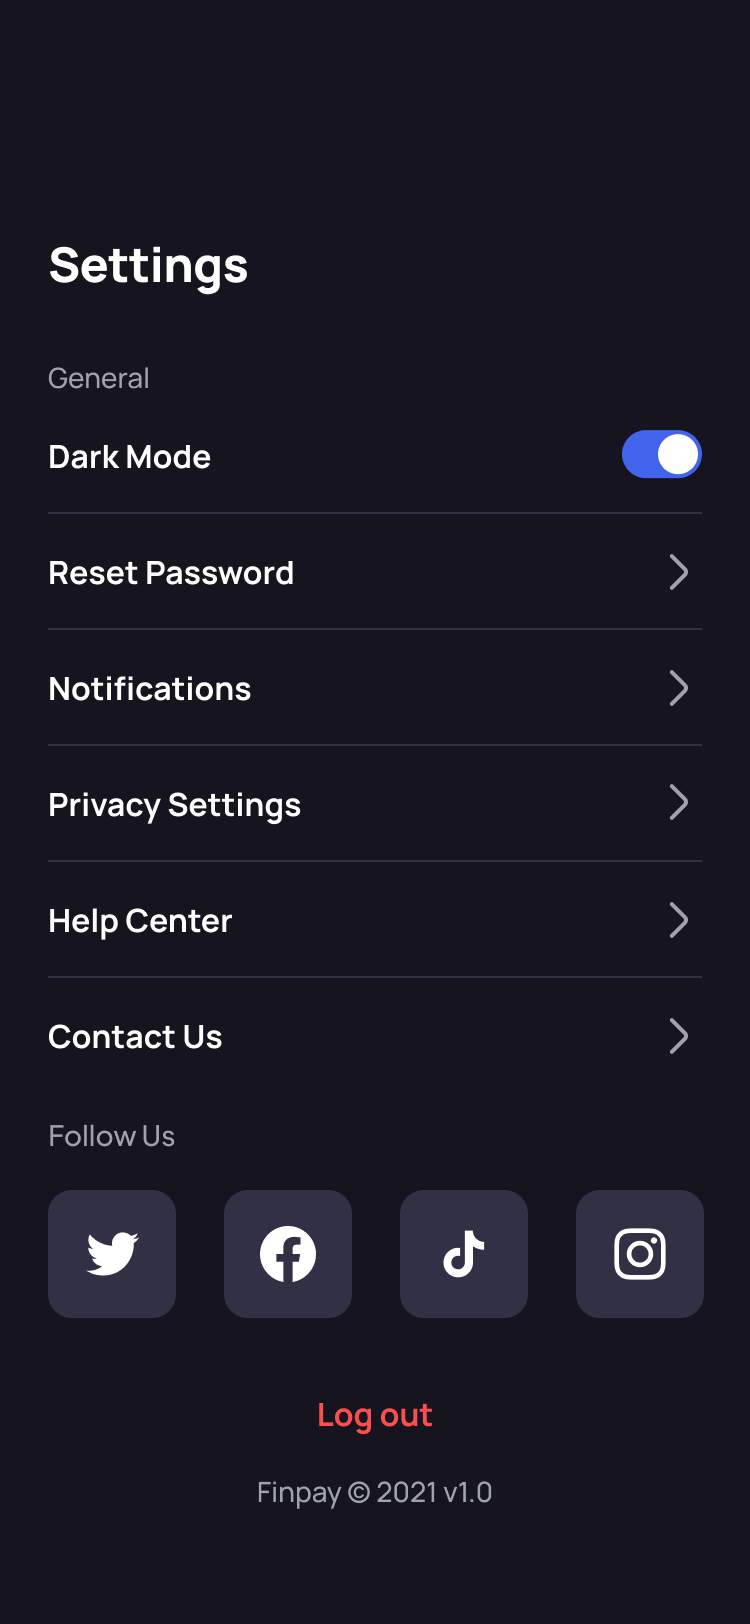 Settings
General
Dark Mode
Reset Password
Notifications
Privacy Settings
Help Center
Contact Us
Follow Us
Log out
Finpay © 2021 v1.0